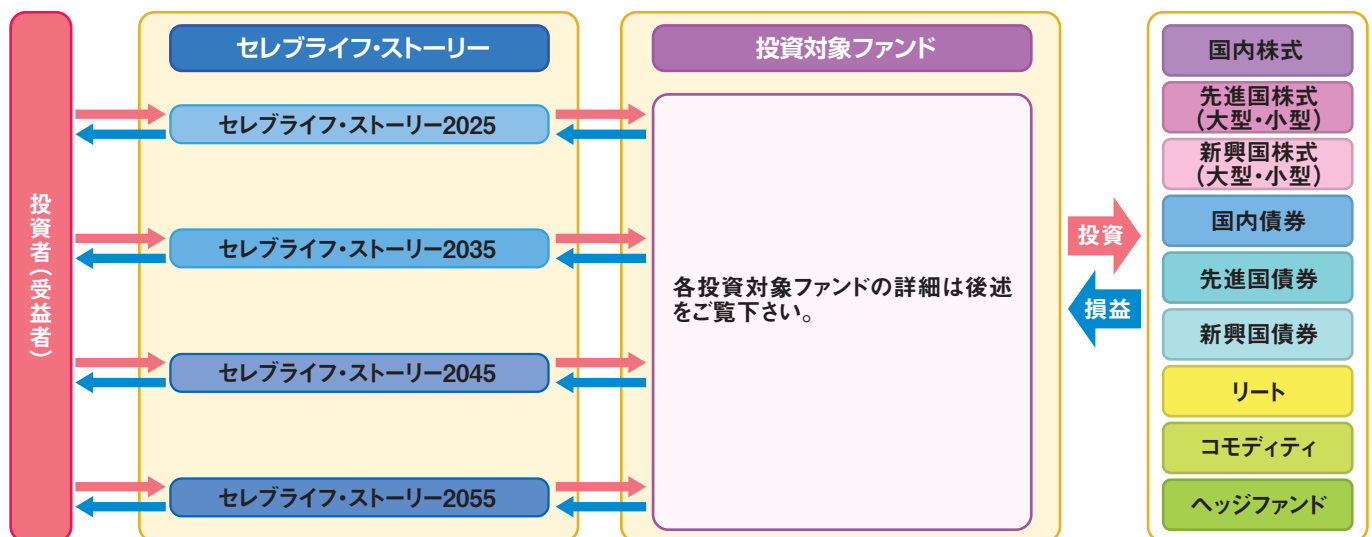 投資者(受益者)
セレブライフ・ストーリー
セレブライフ・ストーリー2025
セレブライフ・ストーリー2035
セレブライフ・ストーリー2045
セレブライフ・ストーリー2055
投資対象ファンド
各投資対象ファンドの詳細は後述
をご覧下さい。
投資
損益
国内株式
先進国株式
(大型・小型)
新興国株式
(大型・小型)
国内債券
先進国債券
新興国債券
リート
コモディティ
ヘッジファンド